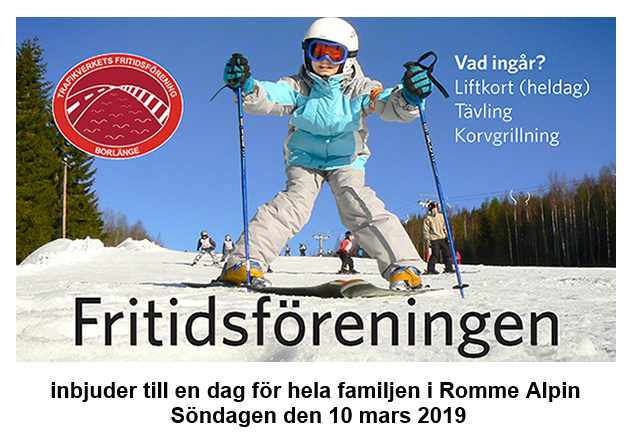 TRAFIKVERKETS FRITIDSFÖRENING
BORLÄNGE
Vad ingår?
Liftkort (heldag)
Tävling
Korvgrillning
Fritidsföreningen
inbjuder till en dag för hela familjen i Romme Alpin
Söndagen den 10 mars 2019